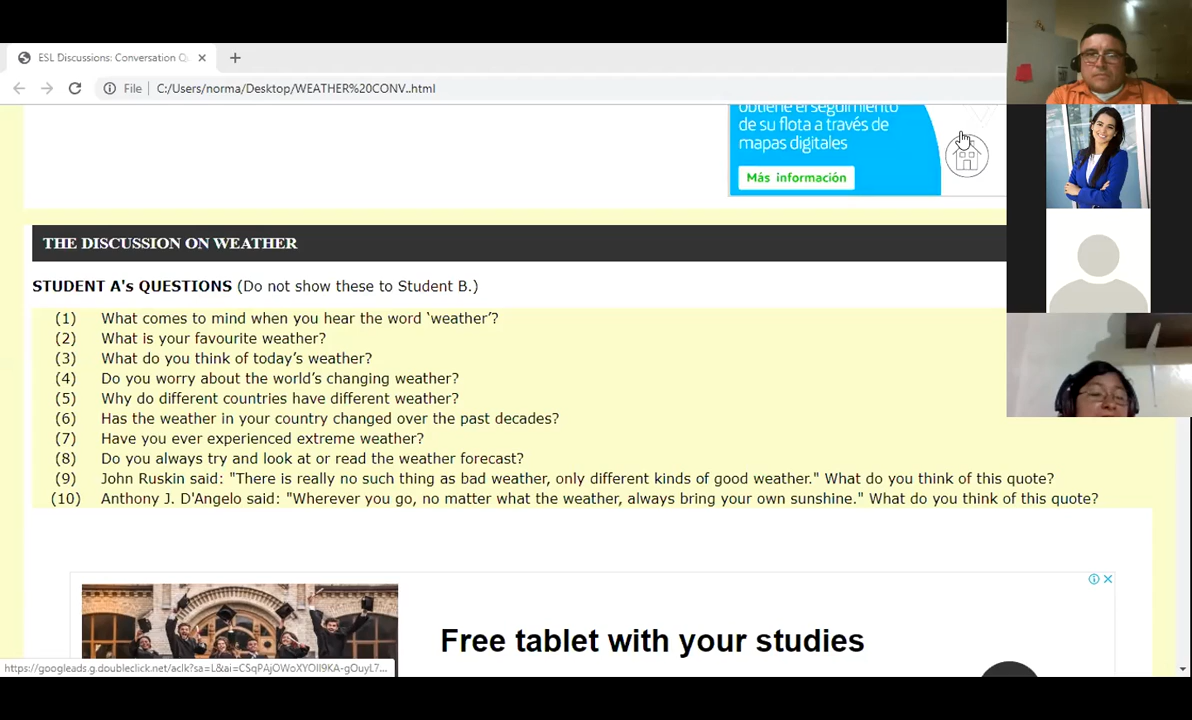 ESL Discussions: Conversation Q
File C:/Users/norma/Desktop/WEATHER%20CONV..html
obtiene el seguimiento
de su flota a través de
mapas digitales
Más información
THE DISCUSSION ON WEATHER
STUDENT A's QUESTIONS (Do not show these to Student B.)
(1) What comes to mind when you hear the word ‘weather’?
(2) What is your favourite weather?
(3) What do you think of today’s weather?
(4) Do you worry about the world’s changing weather?
(5) Why do different countries have different weather?
(6) Has the weather in your country changed over the past decades?
(7) Have you ever experienced extreme weather?
(8) Do you always try and look at or read the weather forecast?
(9) John Ruskin said: "There is really no such thing as bad weather, only different kinds of good weather." What do you think of this quote?
(10) Anthony J. D'Angelo said: "Wherever you go, no matter what the weather, always bring your own sunshine." What do you think of this quote?
Free tablet with your studies